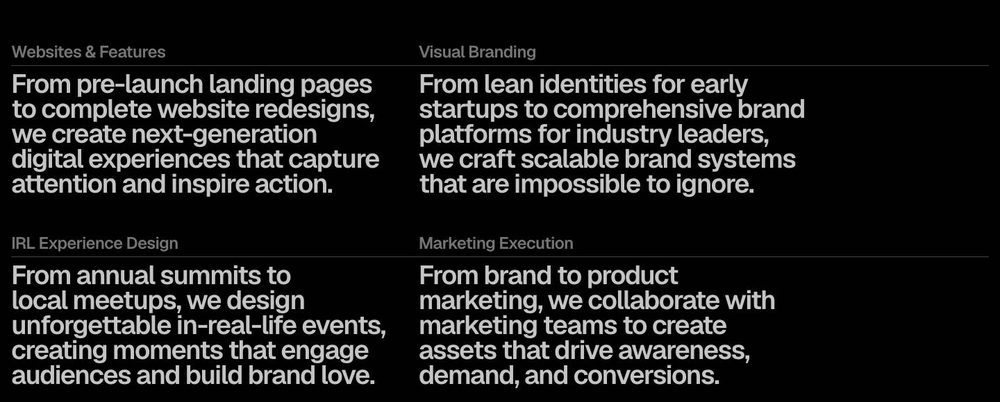 Websites & Features
From pre-launch landing pages
to complete website redesigns,
we create next-generation
digital experiences that capture
attention and inspire action.
Visual Branding
From lean identities for early
startups to comprehensive brand
platforms for industry leaders,
we craft scalable brand systems
that are impossible to ignore.
IRL Experience Design
From annual summits to
local meetups, we design
unforgettable in-real-life events,
creating moments that engage
audiences and build brand love.
Marketing Execution
From brand to product
marketing, we collaborate with
marketing teams to create
assets that drive awareness,
demand, and conversions.